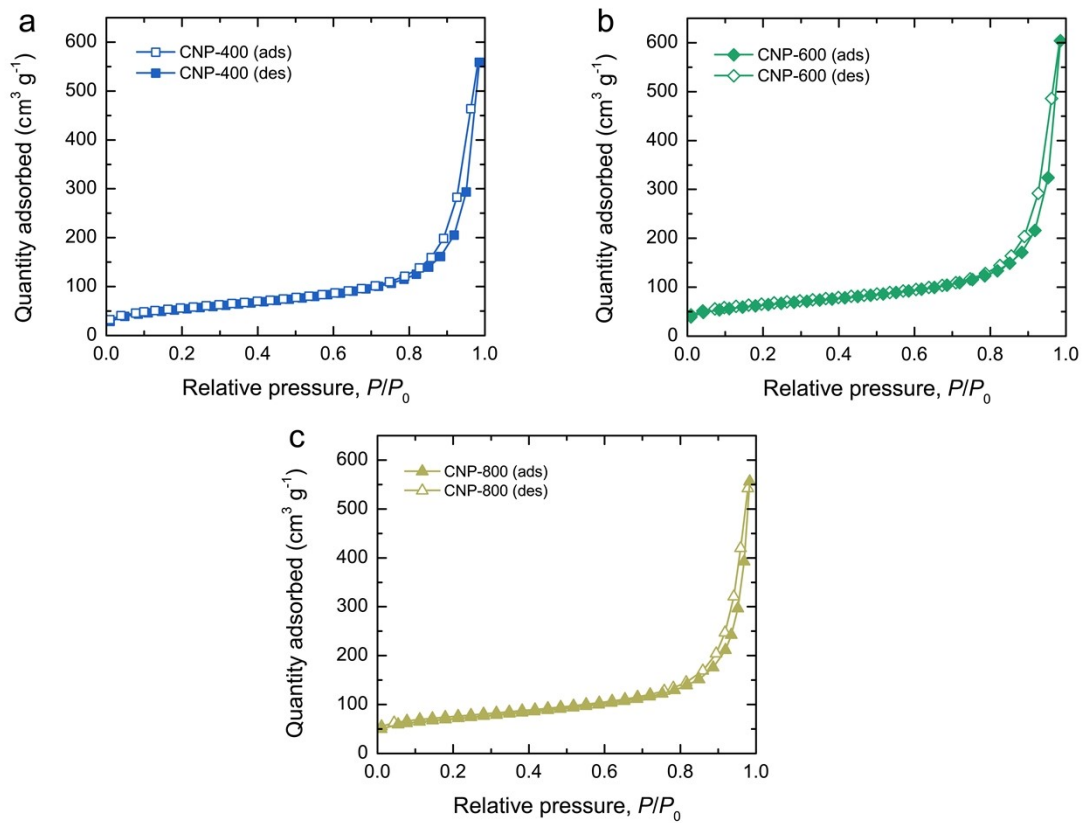 a
CNP-400 (ads)
CNP-400 (des)
600
500
400
300
200
100
0
0.0 0.2 0.4 0.6 0.8 1.0
Quantity adsorbed (cm³ g⁻¹)
Relative pressure, P/P₀
b
CNP-600 (ads)
CNP-600 (des)
600
500
400
300
200
100
0
0.0 0.2 0.4 0.6 0.8 1.0
Quantity adsorbed (cm³ g⁻¹)
Relative pressure, P/P₀
c
CNP-800 (ads)
CNP-800 (des)
600
500
400
300
200
100
0
0.0 0.2 0.4 0.6 0.8 1.0
Quantity adsorbed (cm³ g⁻¹)
Relative pressure, P/P₀